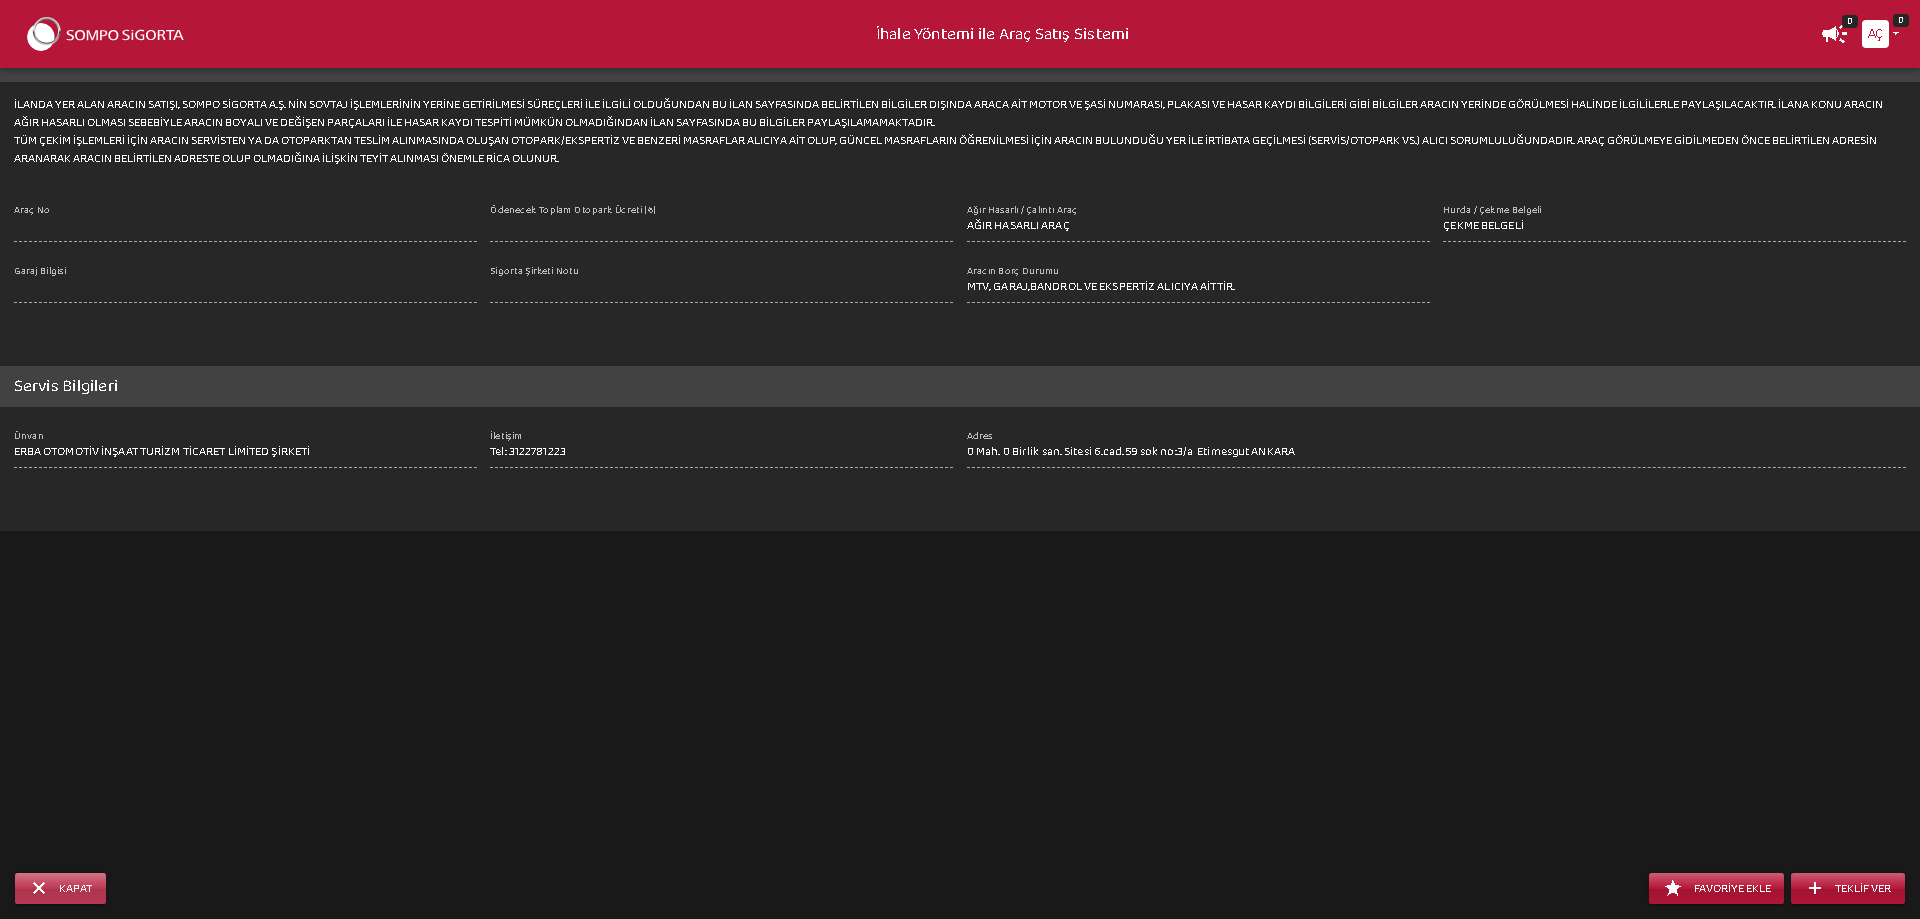 SOMPO SİGORTA
İhale Yöntemi ile Araç Satış Sistemi
0
AÇ
0
İLANDA YER ALAN ARACIN SATIŞI, SOMPO SİGORTA A.Ş. NİN SOVTAJ İŞLEMLERİNİN YERİNE GETİRİLMESİ SÜREÇLERİ İLE İLGİLİ OLDUĞUNDAN BU İLAN SAYFASINDA BELİRTİLEN BİLGİLER DIŞINDA ARACA AİT MOTOR VE ŞASİ NUMARASI, PLAKASI VE HASAR KAYDI BİLGİLERİ GİBİ BİLGİLER ARACIN YERİNDE GÖRÜLMESİ HALİNDE İLGİLİLERLE PAYLAŞILACAKTIR. İLANA KONU ARACIN
AĞIR HASARLI OLMASI SEBEBİYLE ARACIN BOYALI VE DEĞİŞEN PARÇALARI İLE HASAR KAYDI TESPİTİ MÜMKÜN OLMADIĞINDAN İLAN SAYFASINDA BU BİLGİLER PAYLAŞILAMAMAKTADIR.
TÜM ÇEKİM İŞLEMLERİ İÇİN ARACIN SERVİSTEN YA DA OTOPARKTAN TESLİM ALINMASINDA OLUŞAN OTOPARK/EKSPERTİZ VE BENZERİ MASRAFLAR ALICIYA AİT OLUP, GÜNCEL MASRAFLARIN ÖĞRENİLMESİ İÇİN ARACIN BULUNDUĞU YER İLE İRTİBATA GEÇİLMESİ (SERVİS/OTOPARK VS.) ALICI SORUMLULUĞUNDADIR. ARAÇ GÖRÜLMEYE GİDİLMEDEN ÖNCE BELİRTİLEN ADRESİN
ARANARAK ARACIN BELİRTİLEN ADRESTE OLUP OLMADIĞINA İLİŞKİN TEYİT ALINMASI ÖNEMLE RİCA OLUNUR.
Araç No
Ödenecek Toplam Otopark Ücreti (₺)
Ağır Hasarlı / Çalıntı Araç
Hurda / Çekme Belgeli
AĞIR HASARLI ARAÇ
ÇEKME BELGELİ
Garaj Bilgisi
Sigorta Şirketi Notu
Aracın Borç Durumu
MTV, GARAJ,BANDROL VE EKSPERTİZ ALICIYA AİTTİR.
Servis Bilgileri
Ünvan
İletişim
Adres
ERBA OTOMOTİV İNŞAAT TURİZM TİCARET LİMİTED ŞİRKETİ
Tel: 3122781223
0 Mah. 0 Birlik san. Sitesi 6.cad.59 sok no:3/a Etimesgut ANKARA
KAPAT
FAVORİYE EKLE
TEKLİF VER